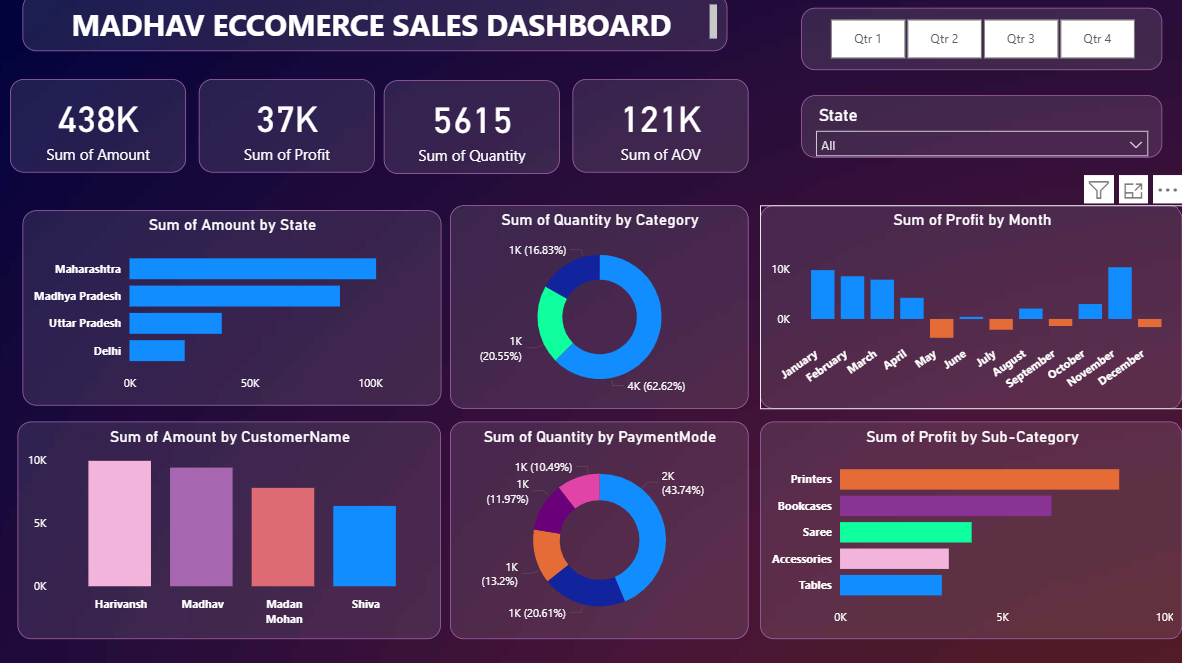 MADHAV ECCOMERCE SALES DASHBOARD
Qtr 1
Qtr 2
Qtr 3
Qtr 4
438K
Sum of Amount
37K
Sum of Profit
5615
Sum of Quantity
121K
Sum of AOV
State
All
Sum of Amount by State
Maharashtra
Madhya Pradesh
Uttar Pradesh
Delhi
0K
50K
100K
Sum of Quantity by Category
1K (16.83%)
1K
(20.55%)
4K (62.62%)
Sum of Profit by Month
10K
0K
January
February
March
April
May
June
July
August
September
October
November
December
Sum of Amount by CustomerName
10K
5K
0K
Harivansh
Madhav
Madan
Mohan
Shiva
Sum of Quantity by PaymentMode
1K (10.49%)
1K
(11.97%)
1K
(13.2%)
1K (20.61%)
2K
(43.74%)
Sum of Profit by Sub-Category
Printers
Bookcases
Saree
Accessories
Tables
0K
5K
10K